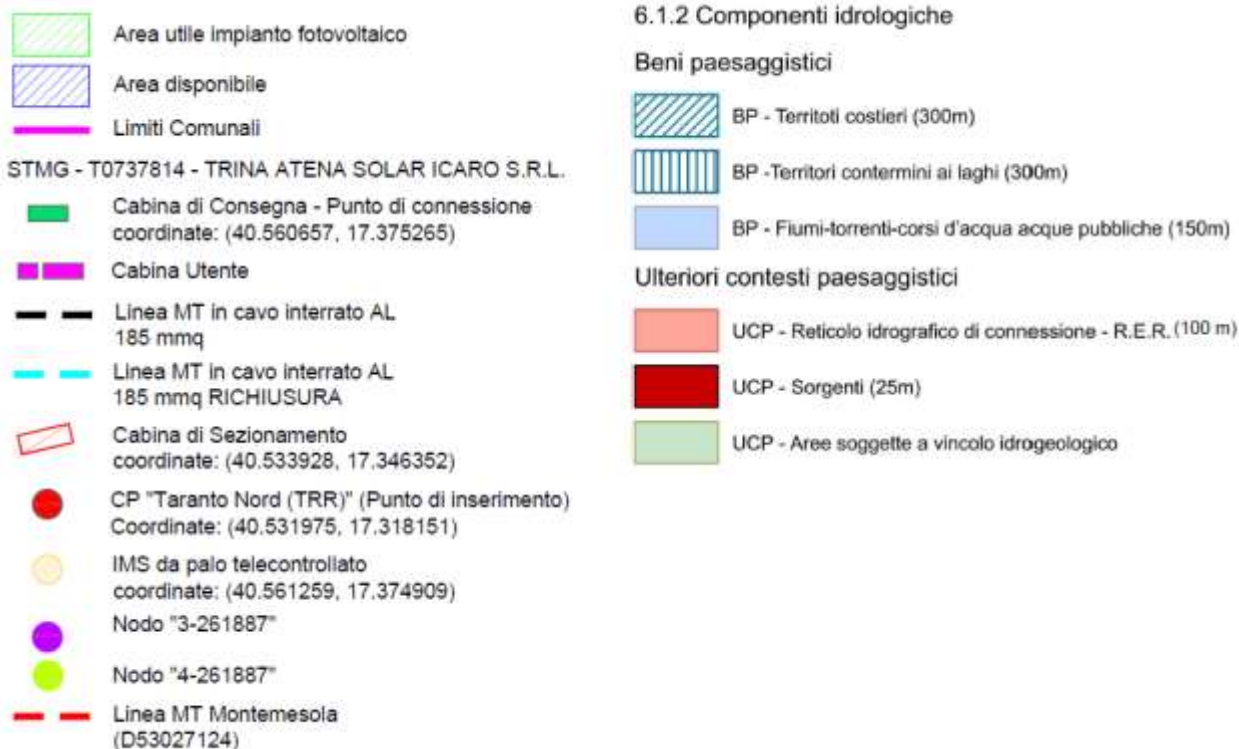 Area utile impianto fotovoltaico
Area disponibile
Limiti Comunali
STMG - T0737814 - TRINA ATENA SOLAR ICARO S.R.L.
Cabina di Consegna - Punto di connessione
coordinate: (40.560657, 17.375265)
Cabina Utente
Linea MT in cavo interrato AL
185 mmq
Linea MT in cavo interrato AL
185 mmq RICHIUSURA
Cabina di Sezionamento
coordinate: (40.533928, 17.346352)
CP "Taranto Nord (TRR)" (Punto di inserimento)
Coordinate: (40.531975, 17.318151)
IMS da palo telecontrollato
coordinate: (40.561259, 17.374909)
Nodo "3-261887"
Nodo "4-261887"
Linea MT Montemesola
(D53027124)
6.1.2 Componenti idrologiche
Beni paesaggistici
BP - Territoti costieri (300m)
BP -Territori contermini ai laghi (300m)
BP - Fiumi-torrenti-corsi d'acqua acque pubbliche (150m)
Ulteriori contesti paesaggistici
UCP - Reticolo idrografico di connessione - R.E.R. (100 m)
UCP - Sorgenti (25m)
UCP - Aree soggette a vincolo idrogeologico